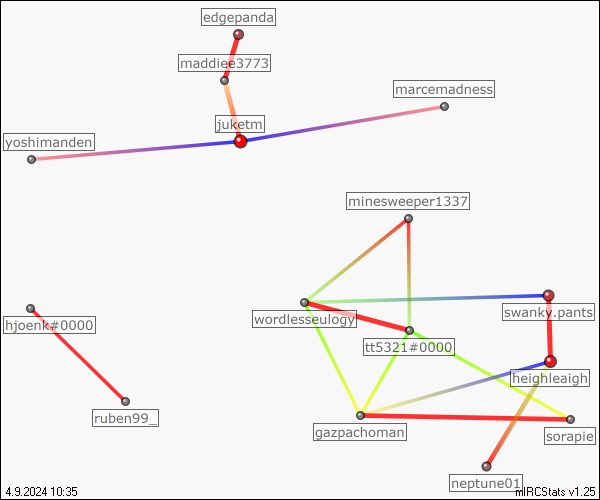 edgepanda
maddiee3773
marcemadness
juketm
yoshimanden
minesweeper1337
swanky.pants
wordlesseulogy
hjoenk#0000
tt5321#0000
heighleaigh
ruben99_
gazpachoman
sorapie
neptune01
4.9.2024 10:35
mIRCStats v1.25